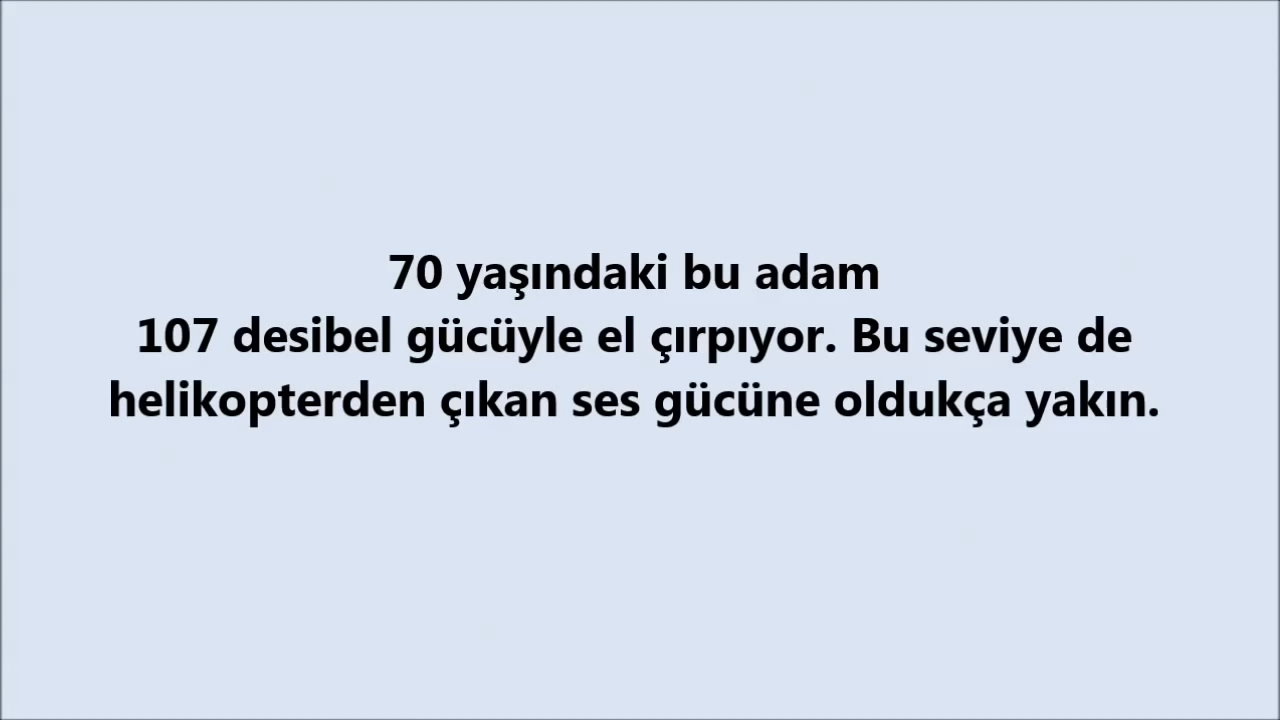 70 yaşındaki bu adam
107 desibel gücüyle el çırpıyor. Bu seviye de
helikopterden çıkan ses gücüne oldukça yakın.